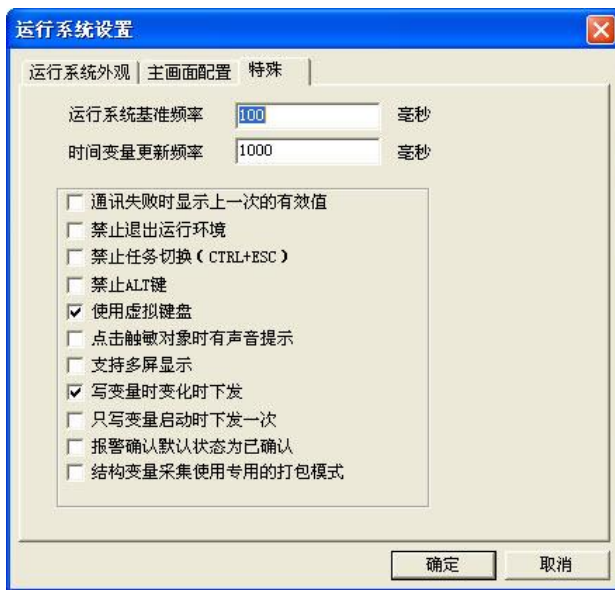 运行系统设置
运行系统外观 主画面配置 特殊
运行系统基准频率 100 毫秒
时间变量更新频率 1000 毫秒
通讯失败时显示上一次的有效值
禁止退出运行环境
禁止任务切换(CTRL+ESC)
禁止ALT键
使用虚拟键盘
点击触敏对象时有声音提示
支持多屏显示
写变量时变化时下发
只写变量启动时下发一次
报警确认默认状态为已确认
结构变量采集使用专用的打包模式
确定 取消